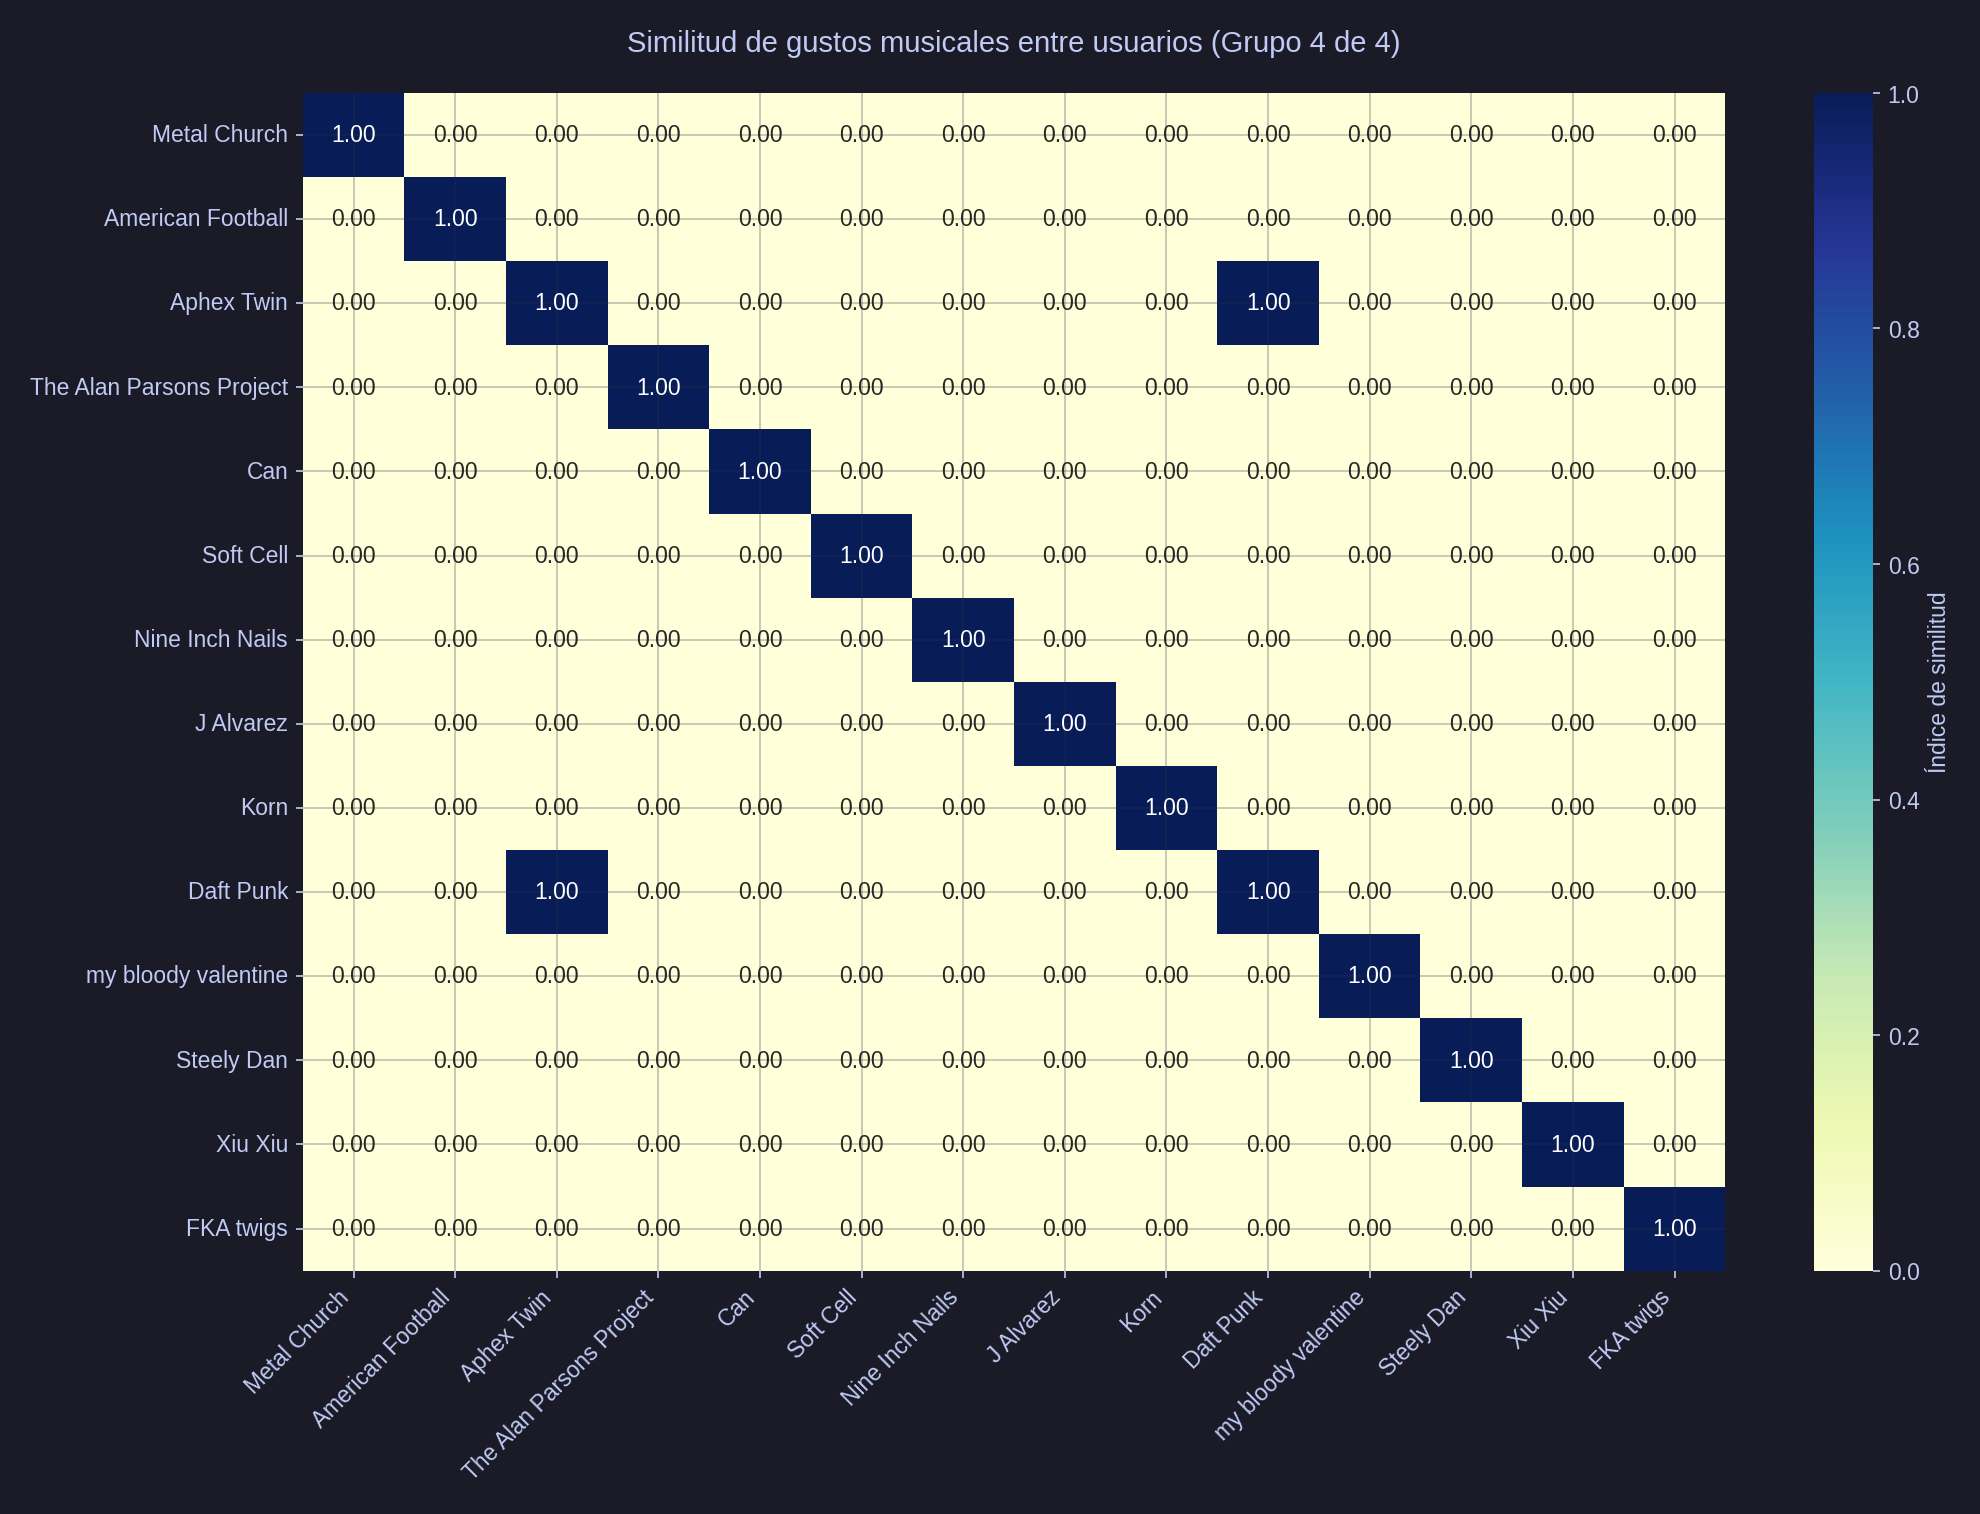 Similitud de gustos musicales entre usuarios (Grupo 4 de 4)
Metal Church 1.00 0.00 0.00 0.00 0.00 0.00 0.00 0.00 0.00 0.00 0.00 0.00 0.00 0.00
American Football 0.00 1.00 0.00 0.00 0.00 0.00 0.00 0.00 0.00 0.00 0.00 0.00 0.00 0.00
Aphex Twin 0.00 0.00 1.00 0.00 0.00 0.00 0.00 0.00 0.00 1.00 0.00 0.00 0.00 0.00
The Alan Parsons Project 0.00 0.00 0.00 1.00 0.00 0.00 0.00 0.00 0.00 0.00 0.00 0.00 0.00 0.00
Can 0.00 0.00 0.00 0.00 1.00 0.00 0.00 0.00 0.00 0.00 0.00 0.00 0.00 0.00
Soft Cell 0.00 0.00 0.00 0.00 0.00 1.00 0.00 0.00 0.00 0.00 0.00 0.00 0.00 0.00
Nine Inch Nails 0.00 0.00 0.00 0.00 0.00 0.00 1.00 0.00 0.00 0.00 0.00 0.00 0.00 0.00
J Alvarez 0.00 0.00 0.00 0.00 0.00 0.00 0.00 1.00 0.00 0.00 0.00 0.00 0.00 0.00
Korn 0.00 0.00 0.00 0.00 0.00 0.00 0.00 0.00 1.00 0.00 0.00 0.00 0.00 0.00
Daft Punk 0.00 0.00 1.00 0.00 0.00 0.00 0.00 0.00 0.00 1.00 0.00 0.00 0.00 0.00
my bloody valentine 0.00 0.00 0.00 0.00 0.00 0.00 0.00 0.00 0.00 0.00 1.00 0.00 0.00 0.00
Steely Dan 0.00 0.00 0.00 0.00 0.00 0.00 0.00 0.00 0.00 0.00 0.00 1.00 0.00 0.00
Xiu Xiu 0.00 0.00 0.00 0.00 0.00 0.00 0.00 0.00 0.00 0.00 0.00 0.00 1.00 0.00
FKA twigs 0.00 0.00 0.00 0.00 0.00 0.00 0.00 0.00 0.00 0.00 0.00 0.00 0.00 1.00
Metal Church
American Football
Aphex Twin
The Alan Parsons Project
Can
Soft Cell
Nine Inch Nails
J Alvarez
Korn
Daft Punk
my bloody valentine
Steely Dan
Xiu Xiu
FKA twigs
1.0
0.8
0.6
0.4
0.2
0.0
Índice de similitud